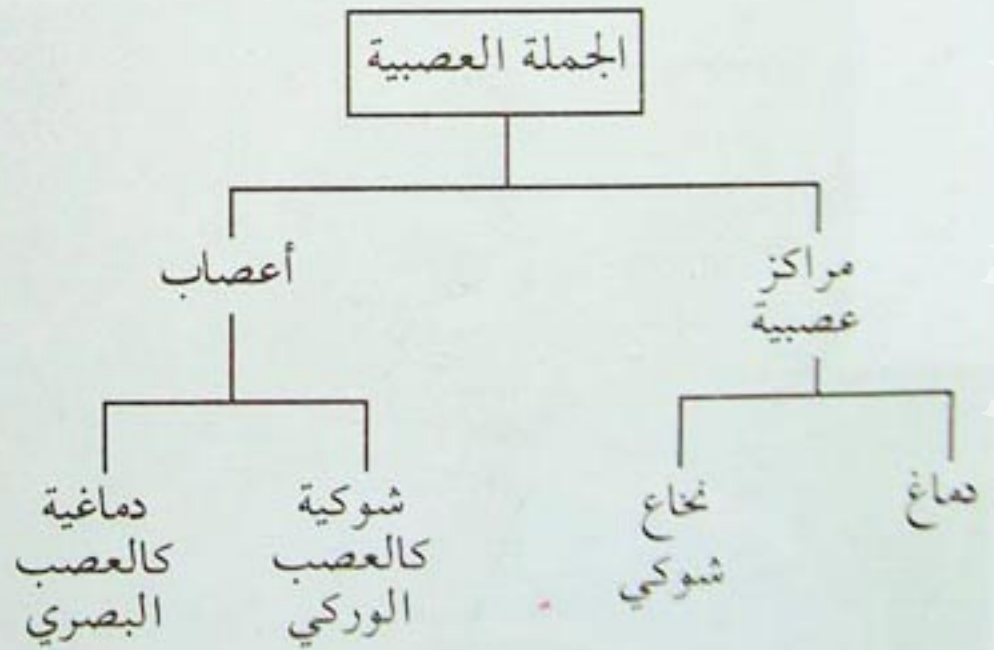 الجملة العصبية
مراكز
عصبية
أعصاب
دماغ
نخاع
شوكي
شوكية
كالعصب
الوركي
دماغية
كالعصب
البصري